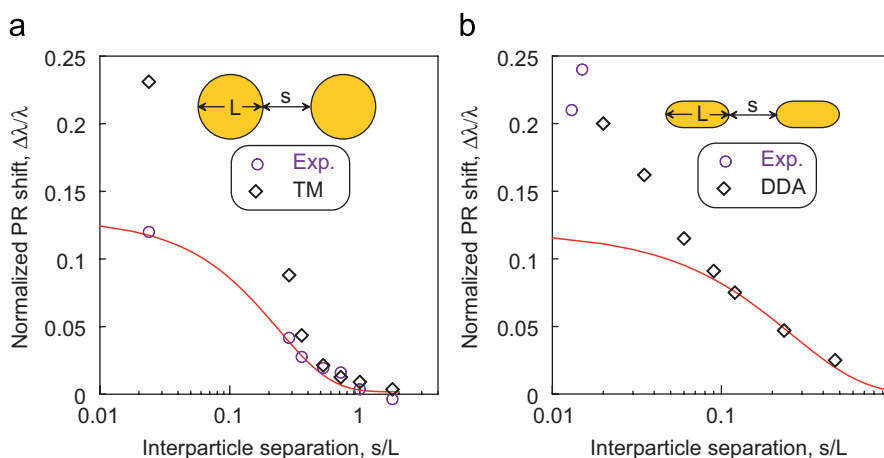 a
0.25
0.2
0.15
0.1
0.05
0
Normalized PR shift, Δλ/λ
L
s
Exp.
TM
0.01
0.1
1
Interparticle separation, s/L
b
0.25
0.2
0.15
0.1
0.05
0
Normalized PR shift, Δλ/λ
L
s
Exp.
DDA
0.01
0.1
Interparticle separation, s/L